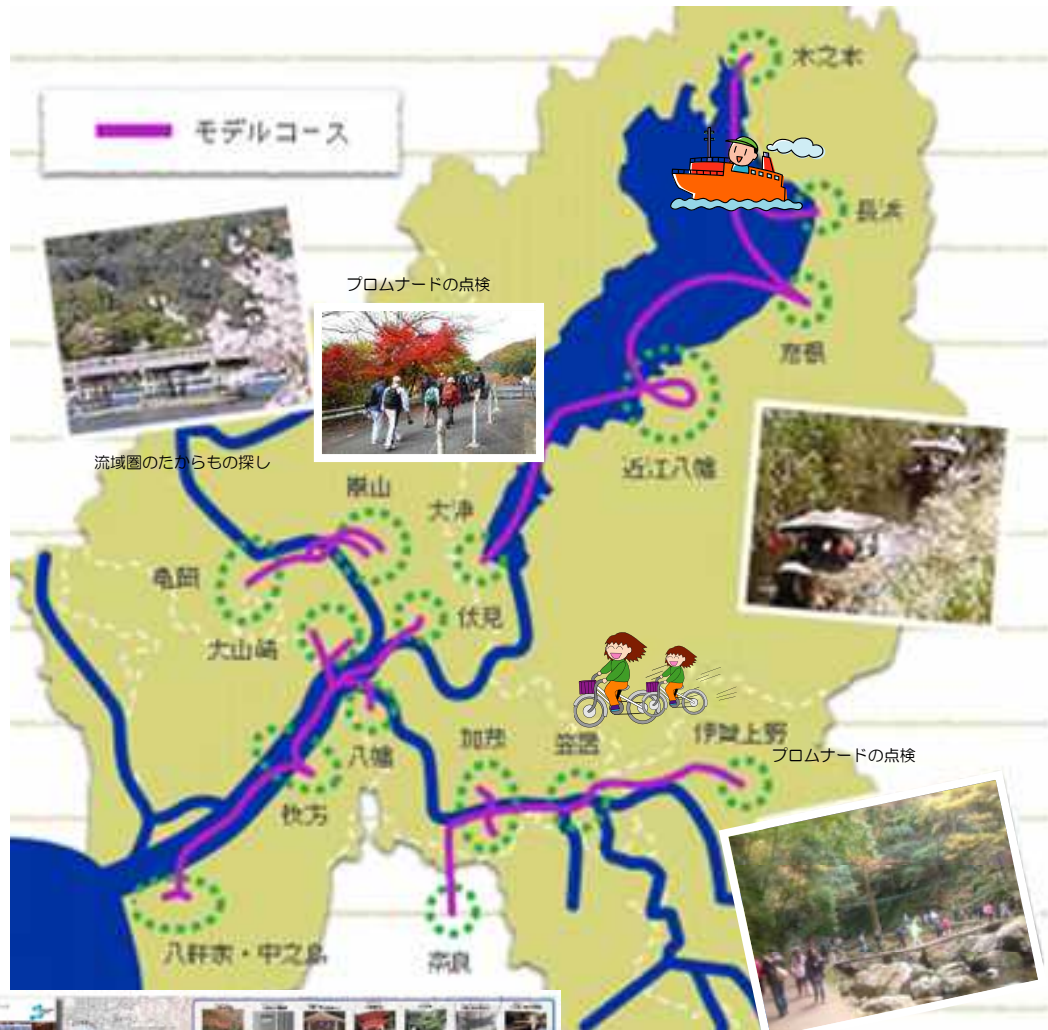 木之本
モデルコース
長浜
プロムナードの点検
彦根
近江八幡
流域圏のたからもの探し
嵐山
大津
亀岡
伏見
大山崎
加茂
笠置
伊賀上野
プロムナードの点検
八幡
枚方
八軒家・中之島
奈良